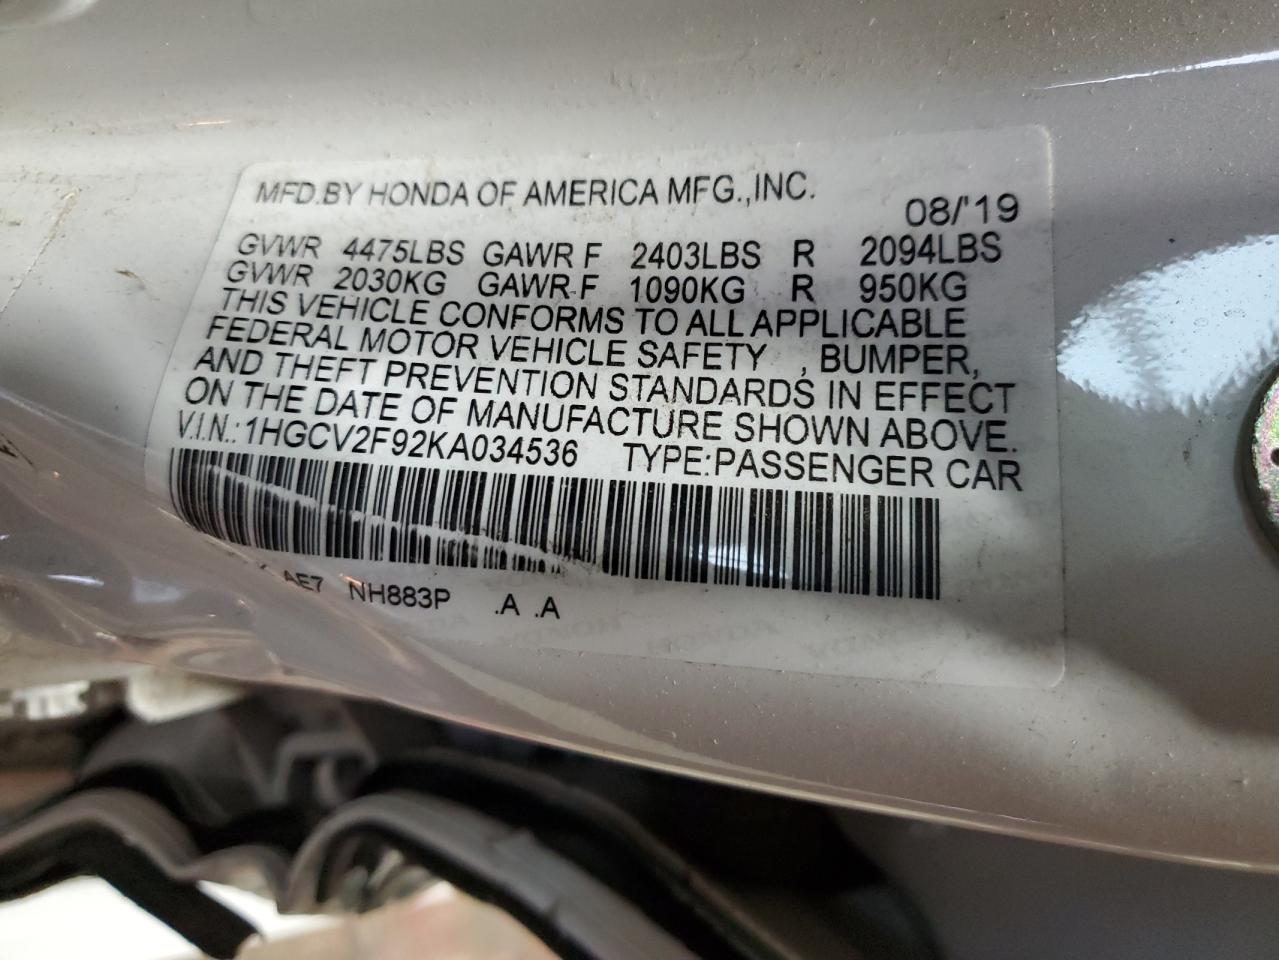 MFD.BY HONDA OF AMERICA MFG.,INC.
08/'19
GVWR 4475LBS GAWR F 2403LBS R 2094LBS
GVWR 2030KG GAWR F 1090KG R 950KG
THIS VEHICLE CONFORMS TO ALL APPLICABLE
FEDERAL MOTOR VEHICLE SAFETY , BUMPER,
AND THEFT PREVENTION STANDARDS IN EFFECT
ON THE DATE OF MANUFACTURE SHOWN ABOVE.
V.I.N.: 1HGCV2F92KA034536 TYPE:PASSENGER CAR
AE7 NH883P .A .A